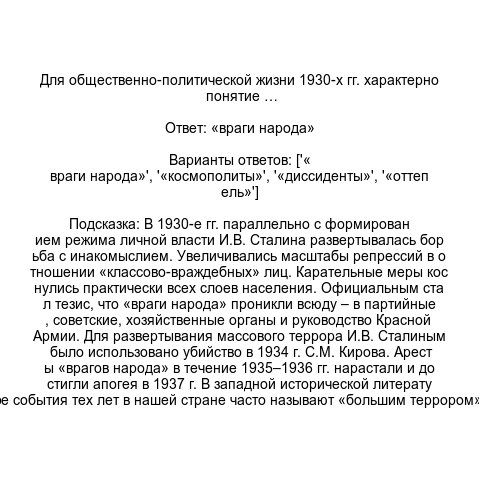 Для общественно-политической жизни 1930-х гг. характерно
понятие …
Ответ: «враги народа»
Варианты ответов: ['«
враги народа»', '«космополиты»', '«диссиденты»', '«оттеп
ель»']
Подсказка: В 1930-е гг. параллельно с формирован
ием режима личной власти И.В. Сталина развертывалась бор
ьба с инакомыслием. Увеличивались масштабы репрессий в о
тношении «классово-враждебных» лиц. Карательные меры кос
нулись практически всех слоев населения. Официальным ста
л тезис, что «враги народа» проникли всюду – в партийные
, советские, хозяйственные органы и руководство Красной
Армии. Для развертывания массового террора И.В. Сталиным
было использовано убийство в 1934 г. С.М. Кирова. Арест
ы «врагов народа» в течение 1935–1936 гг. нарастали и до
стигли апогея в 1937 г. В западной исторической литерату
ре события тех лет в нашей стране часто называют «большим террором»